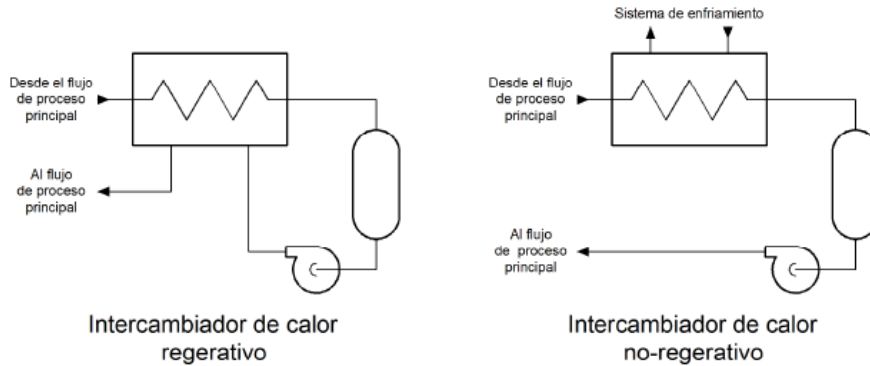 Sistema de enfriamiento
Desde el flujo
de proceso
principal
Al flujo
de proceso
principal
Intercambiador de calor
regerativo
Desde el flujo
de proceso
principal
Al flujo
de proceso
principal
Intercambiador de calor
no-regerativo